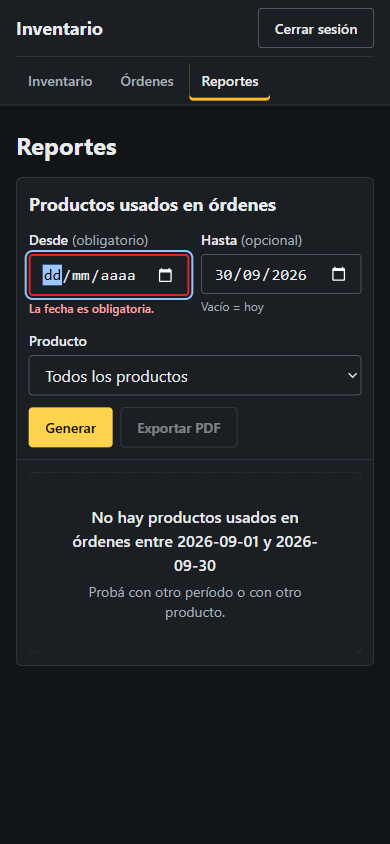 Inventario
Cerrar sesión
Inventario
Órdenes
Reportes
Reportes
Productos usados en órdenes
Desde (obligatorio)
Hasta (opcional)
dd/mm/aaaa
30/09/2026
La fecha es obligatoria.
Vacío = hoy
Producto
Todos los productos
Generar
Exportar PDF
No hay productos usados en
órdenes entre 2026-09-01 y 2026-
09-30
Probá con otro período o con otro
producto.